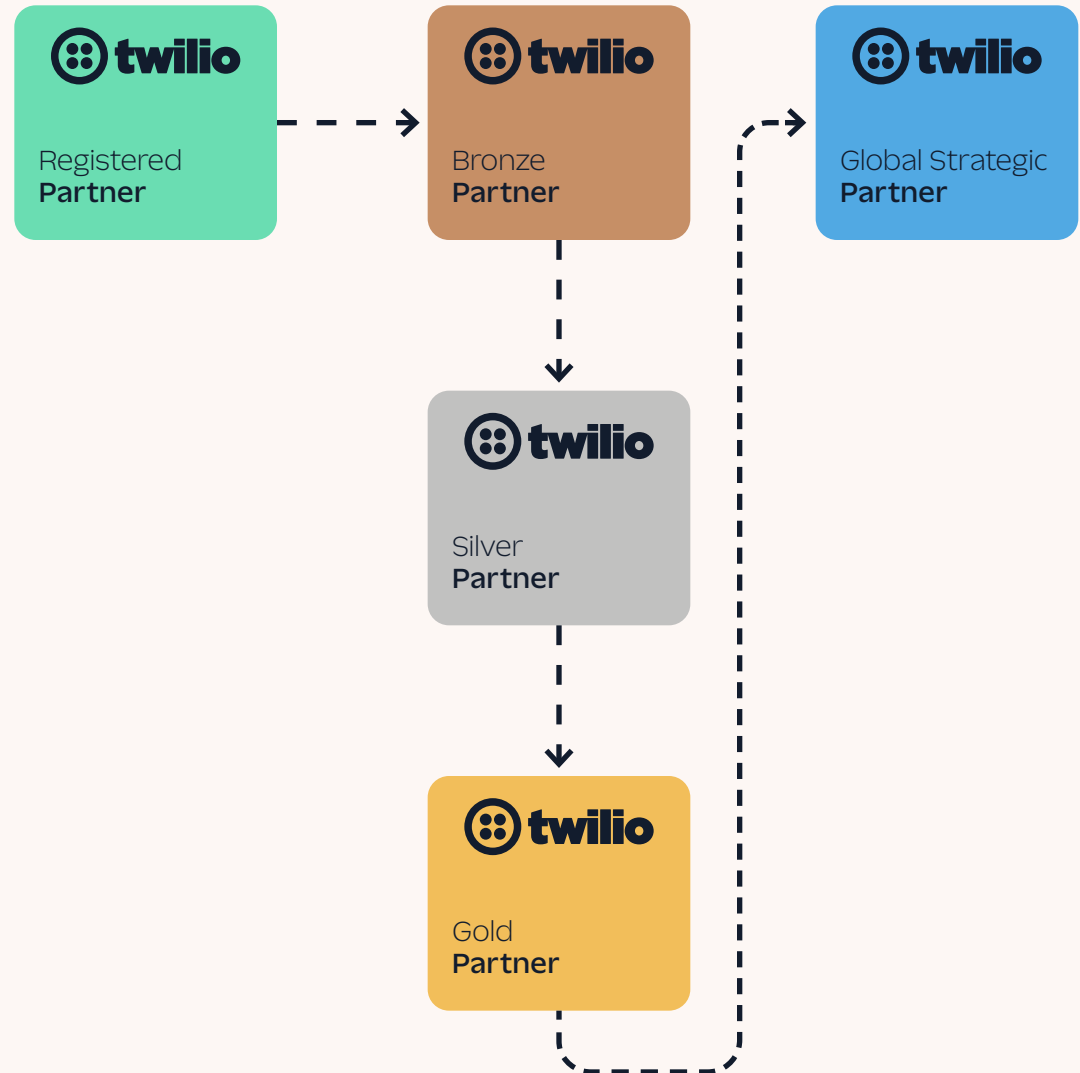 twilio
Registered
Partner
twilio
Bronze
Partner
twilio
Silver
Partner
twilio
Gold
Partner
twilio
Global Strategic
Partner